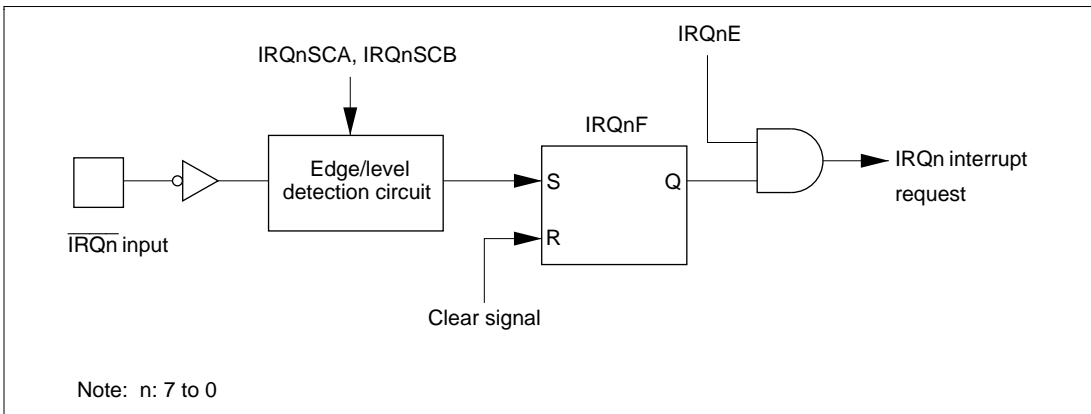 IRQnE
IRQnSCA, IRQnSCB
IRQnF
Edge/level
detection circuit
S
Q
R
IRQn interrupt
request
IRQn input
Clear signal
Note: n: 7 to 0